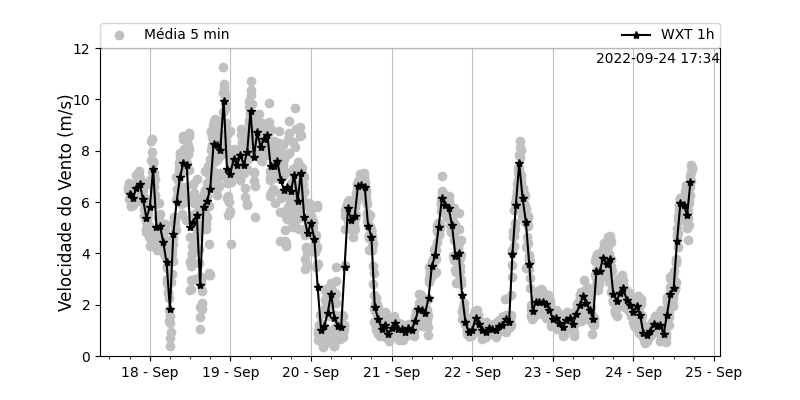 Média 5 min
WXT 1h
2022-09-24 17:34
Velocidade do Vento (m/s)
12
10
8
6
4
2
0
18 - Sep
19 - Sep
20 - Sep
21 - Sep
22 - Sep
23 - Sep
24 - Sep
25 - Sep